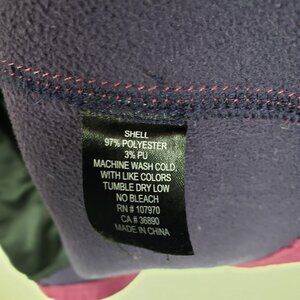 SHELL
97% POLYESTER
3% PU
MACHINE WASH COLD,
WITH LIKE COLORS
TUMBLE DRY LOW
NO BLEACH
RN # 107970
CA # 36890
MADE IN CHINA